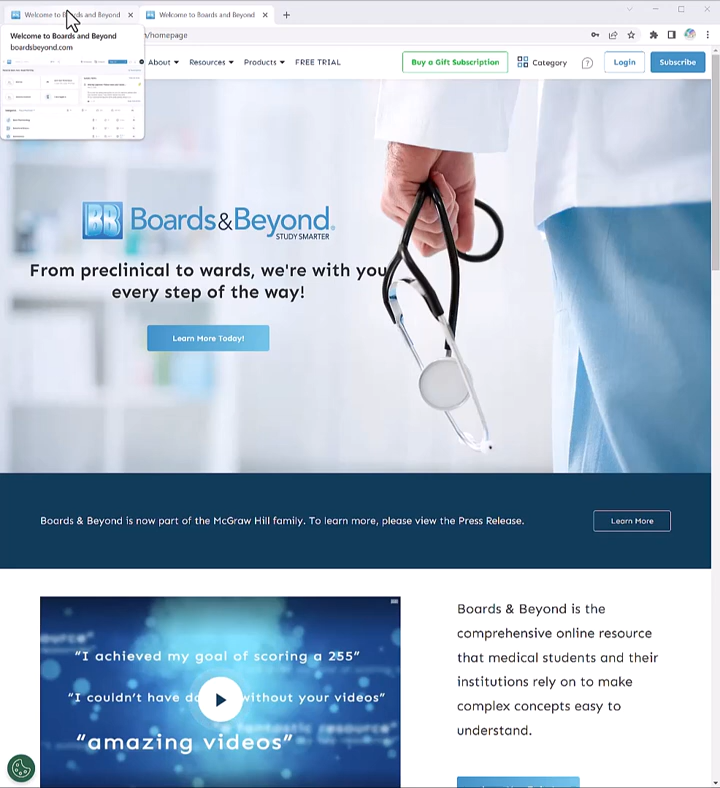 Welcome to Boards and Beyond
Welcome to Boards and Beyond
Welcome to Boards and Beyond
boardsbeyond.com
/homepage
About
Resources
Products
FREE TRIAL
Buy a Gift Subscription
Category
?
Login
Subscribe
BB Boards&Beyond®
STUDY SMARTER
From preclinical to wards, we're with you
every step of the way!
Learn More Today!
Boards & Beyond is now part of the McGraw Hill family. To learn more, please view the Press Release.
Learn More
"I achieved my goal of scoring a 255"
"I couldn't have without your videos"
"a fantastic resource"
"amazing videos"
Boards & Beyond is the
comprehensive online resource
that medical students and their
institutions rely on to make
complex concepts easy to
understand.